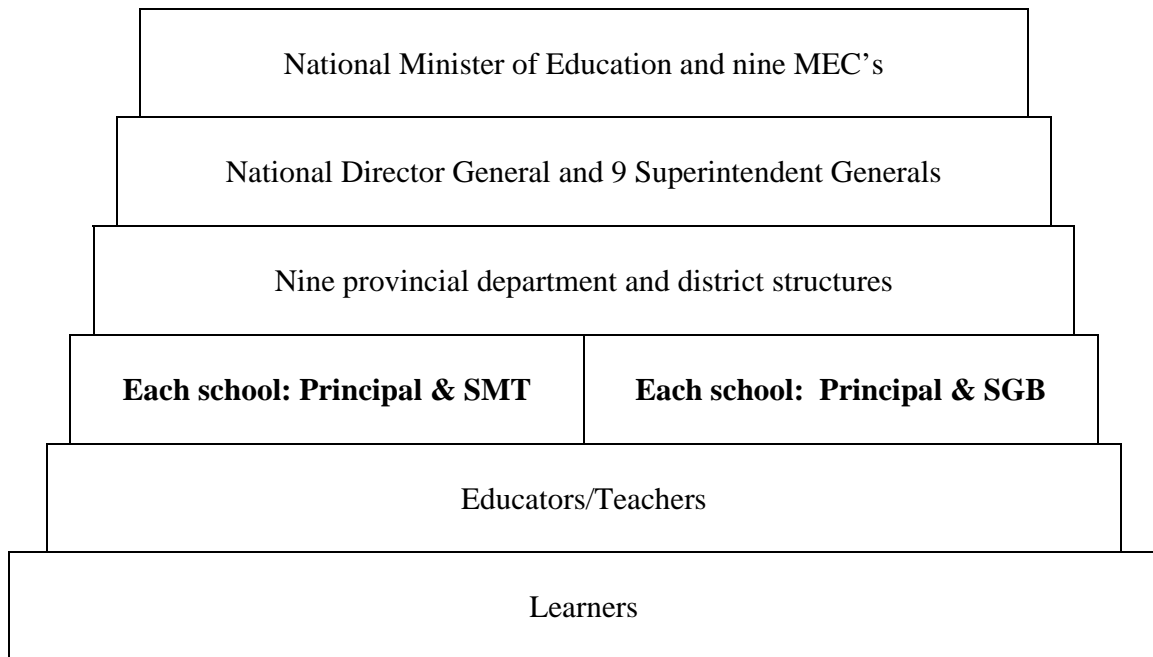 National Minister of Education and nine MEC’s
National Director General and 9 Superintendent Generals
Nine provincial department and district structures
Each school: Principal & SMT
Each school:  Principal & SGB
Educators/Teachers
Learners